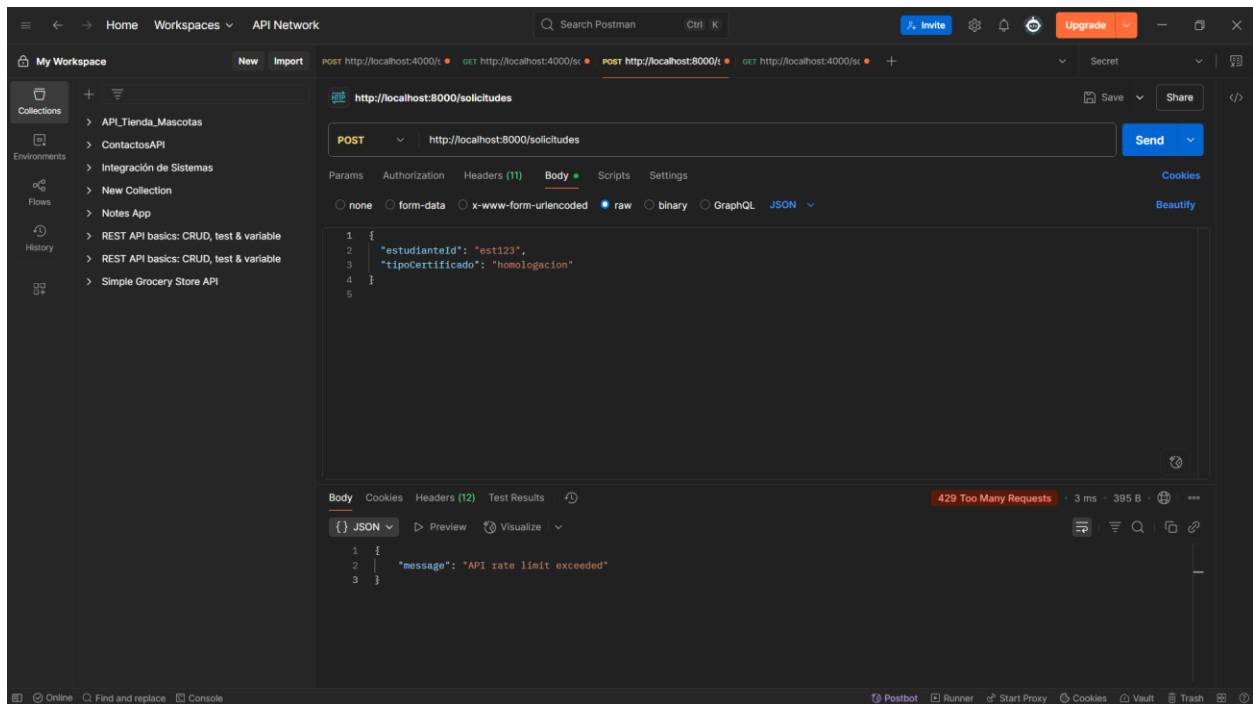 Home Workspaces API Network Search Postman Ctrl K Invite Upgrade
My Workspace New Import POST http://localhost:4000/s GET http://localhost:4000/sc POST http://localhost:8000/s GET http://localhost:4000/sc Secret
Collections
Environments
Flows
History
API_Tienda_Mascotas
ContactosAPI
Integración de Sistemas
New Collection
Notes App
REST API basics: CRUD, test & variable
REST API basics: CRUD, test & variable
Simple Grocery Store API
HTTP http://localhost:8000/solicitudes Save Share
POST http://localhost:8000/solicitudes Send
Params Authorization Headers (11) Body Scripts Settings Cookies
none form-data x-www-form-urlencoded raw binary GraphQL JSON Beautify
1 {
2 "estudianteId": "est123",
3 "tipoCertificado": "homologacion"
4 }
5
Body Cookies Headers (12) Test Results 429 Too Many Requests 3 ms 395 B
{} JSON Preview Visualize
1 {
2 "message": "API rate limit exceeded"
3 }
Online Find and replace Console Postbot Runner Start Proxy Cookies Vault Trash